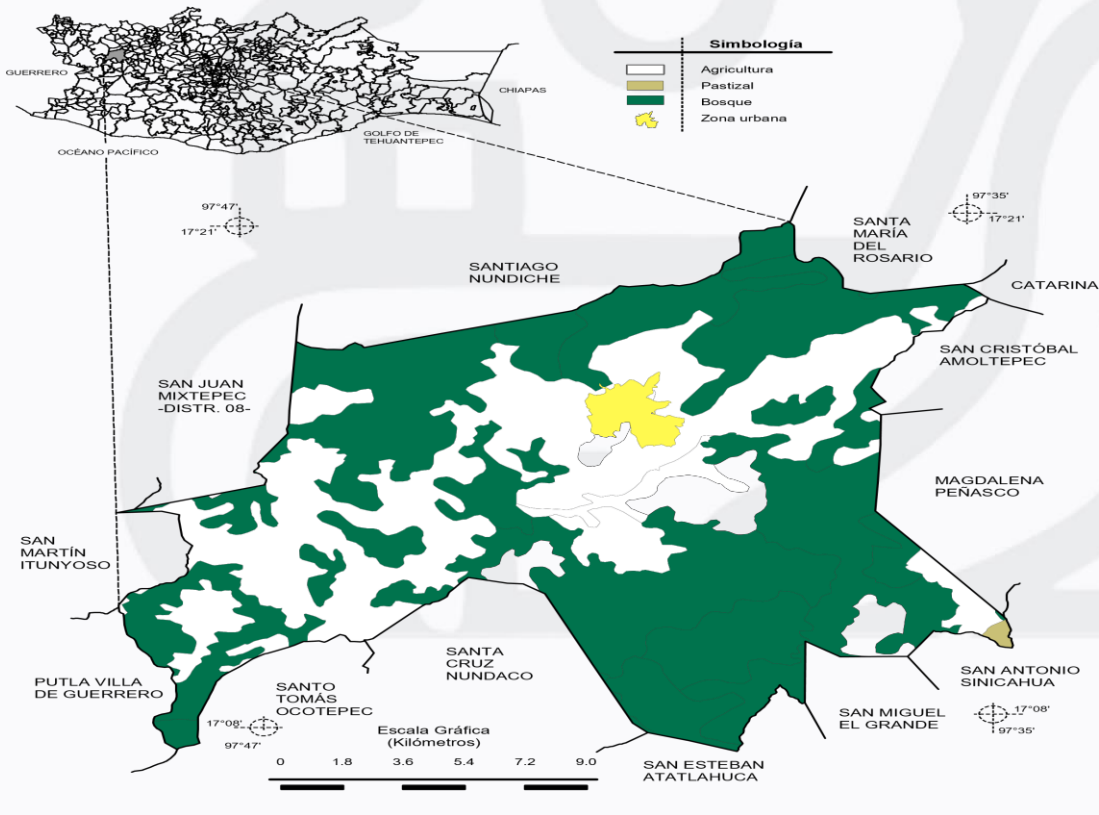 GUERRERO
CHIAPAS
GOLFO DE
TEHUANTEPEC
OCÉANO PACÍFICO
Simbología
Agricultura
Pastizal
Bosque
Zona urbana
97°47'
17°21'
97°35'
17°21'
SANTIAGO
NUNDICHE
SANTA
MARÍA
DEL
ROSARIO
CATARINA
SAN CRISTÓBAL
AMOLTEPEC
SAN JUAN
MIXTEPEC
-DISTR. 08-
MAGDALENA
PEÑASCO
SAN
MARTÍN
ITUNYOSO
PUTLA VILLA
DE GUERRERO
SANTO
TOMÁS
OCOTEPEC
SANTA
CRUZ
NUNDACO
SAN ANTONIO
SINICAHUA
SAN MIGUEL
EL GRANDE
SAN ESTEBAN
ATATLAHUCA
17°08'
97°47'
17°08'
97°35'
Escala Gráfica
(Kilómetros)
0 1.8 3.6 5.4 7.2 9.0